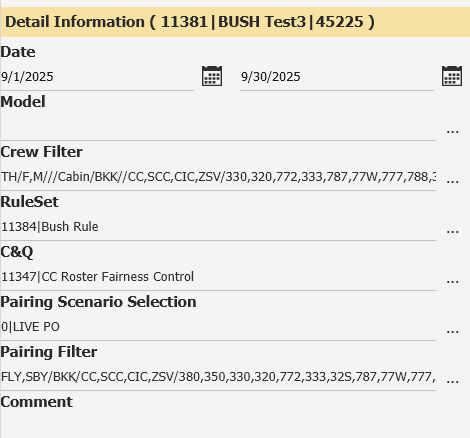 Detail Information ( 11381|BUSH Test3|45225 )
Date
9/1/2025 9/30/2025
Model
...
Crew Filter
TH/F,M///Cabin/BKK//CC,SCC,CIC,ZSV/330,320,772,333,787,77W,777,788,3 ...
RuleSet
11384|Bush Rule ...
C&Q
11347|CC Roster Fairness Control ...
Pairing Scenario Selection
0|LIVE PO ...
Pairing Filter
FLY,SBY/BKK/CC,SCC,CIC,ZSV/380,350,330,320,772,333,32S,787,77W,777, ...
Comment